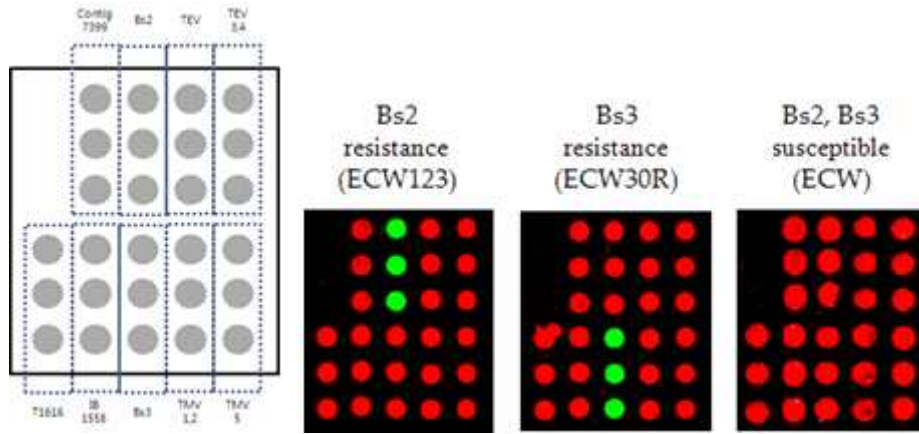 Contig
7399
Bs2
TEV
TEV
3,4
T1616
IB
1558
Bs3
TMV
1,2
TMV
5
Bs2
resistance
(ECW123)
Bs3
resistance
(ECW30R)
Bs2, Bs3
susceptible
(ECW)